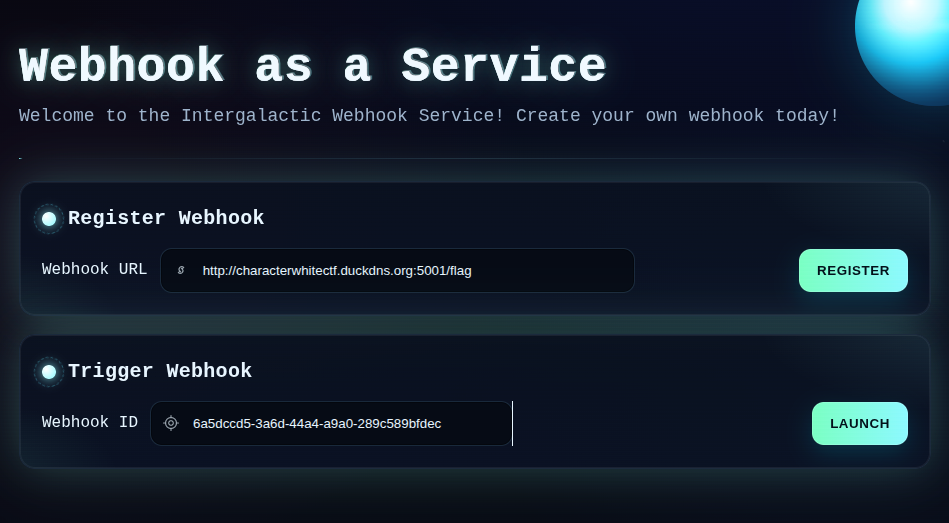 Webhook as a Service
Welcome to the Intergalactic Webhook Service! Create your own webhook today!
Register Webhook
Webhook URL http://characterwhitectf.duckdns.org:5001/flag REGISTER
Trigger Webhook
Webhook ID 6a5dccd5-3a6d-44a4-a9a0-289c589bfdec LAUNCH